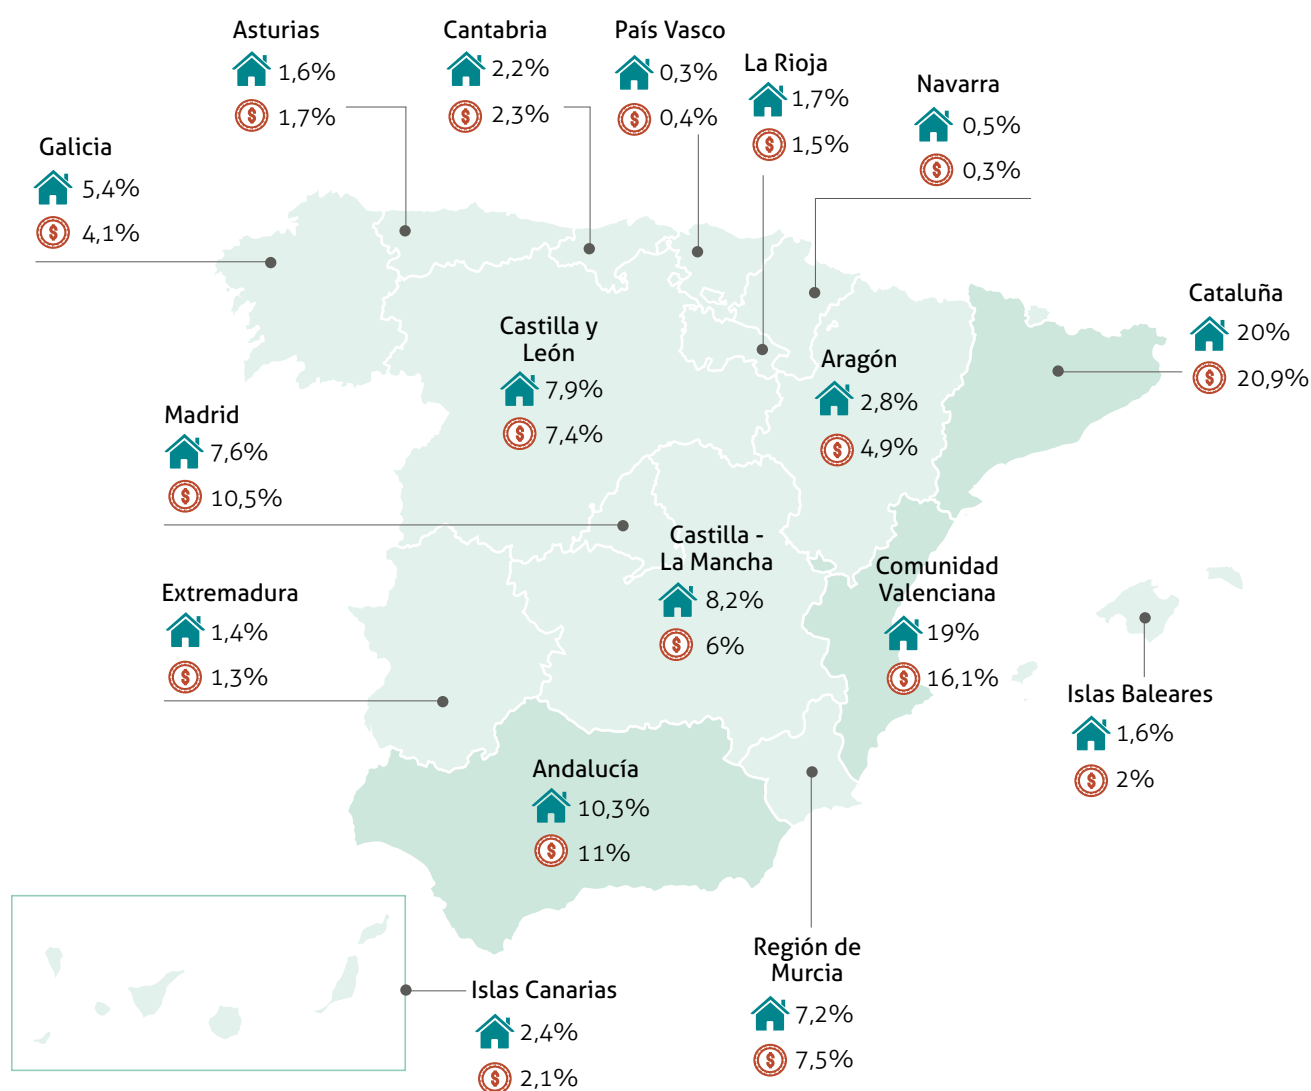 Asturias
1,6%
$ 1,7%
Cantabria
2,2%
$ 2,3%
País Vasco
0,3%
$ 0,4%
La Rioja
1,7%
$ 1,5%
Navarra
0,5%
$ 0,3%
Galicia
5,4%
$ 4,1%
Cataluña
20%
$ 20,9%
Castilla y
León
7,9%
$ 7,4%
Aragón
2,8%
$ 4,9%
Madrid
7,6%
$ 10,5%
Castilla -
La Mancha
8,2%
$ 6%
Comunidad
Valenciana
19%
$ 16,1%
Extremadura
1,4%
$ 1,3%
Islas Baleares
1,6%
$ 2%
Andalucía
10,3%
$ 11%
Región de
Murcia
7,2%
$ 7,5%
Islas Canarias
2,4%
$ 2,1%